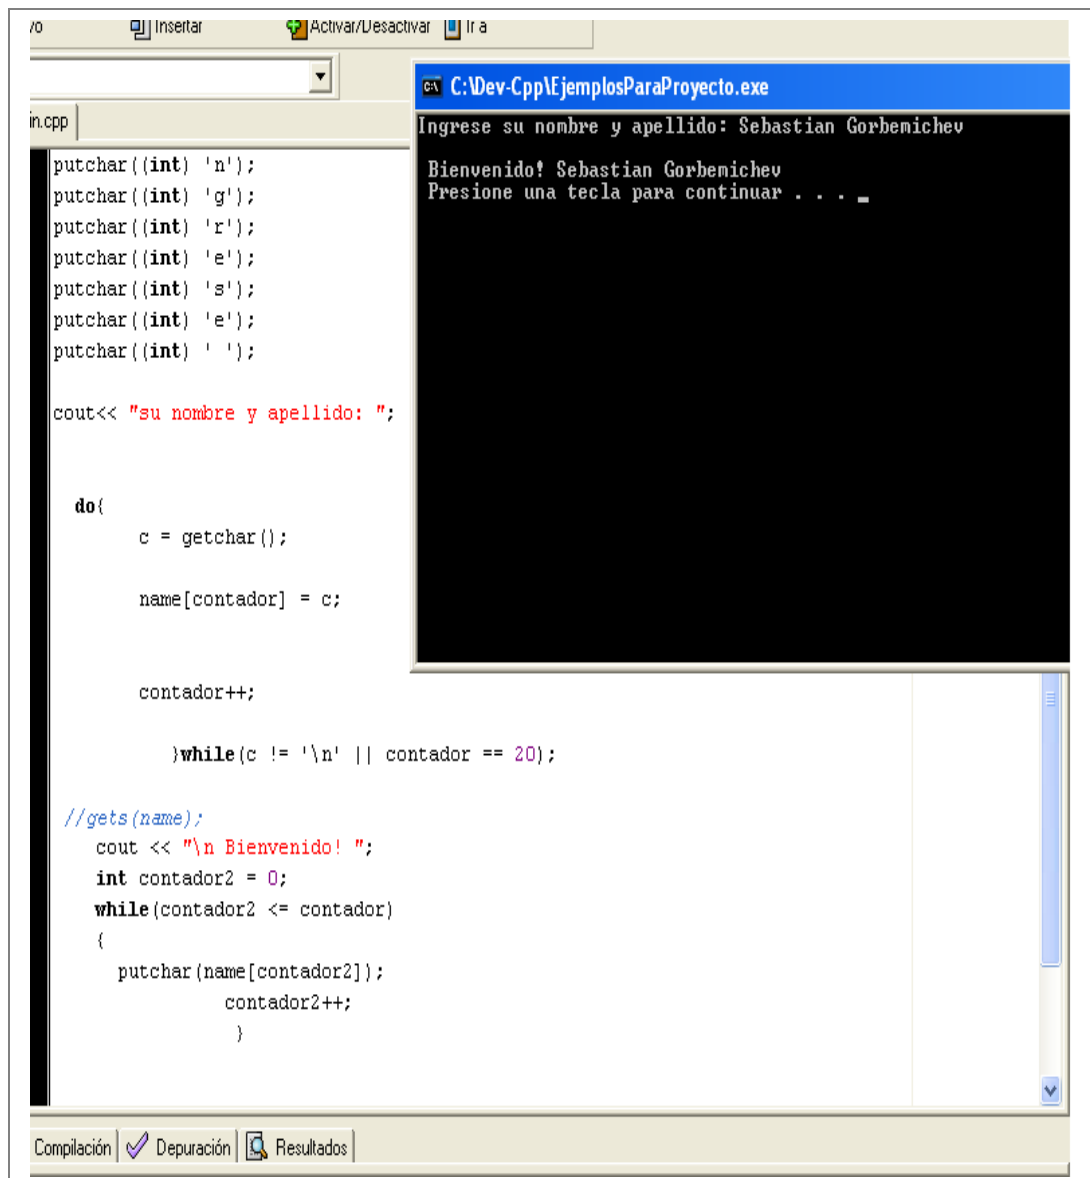 vo Insertar Activar/Desactivar Ir a
C:\Dev-Cpp\EjemplosParaProyecto.exe
in.cpp
Ingrese su nombre y apellido: Sebastian Gorbemichev
Bienvenido! Sebastian Gorbemichev
Presione una tecla para continuar . . . _
putchar((int) 'n');
putchar((int) 'g');
putchar((int) 'r');
putchar((int) 'e');
putchar((int) 's');
putchar((int) 'e');
putchar((int) ' ');
cout<< "su nombre y apellido: ";
do{
c = getchar();
name[contador] = c;
contador++;
}while(c != '\n' || contador == 20);
//gets(name);
cout << "\n Bienvenido! ";
int contador2 = 0;
while(contador2 <= contador)
{
putchar(name[contador2]);
contador2++;
}
Compilación Depuración Resultados